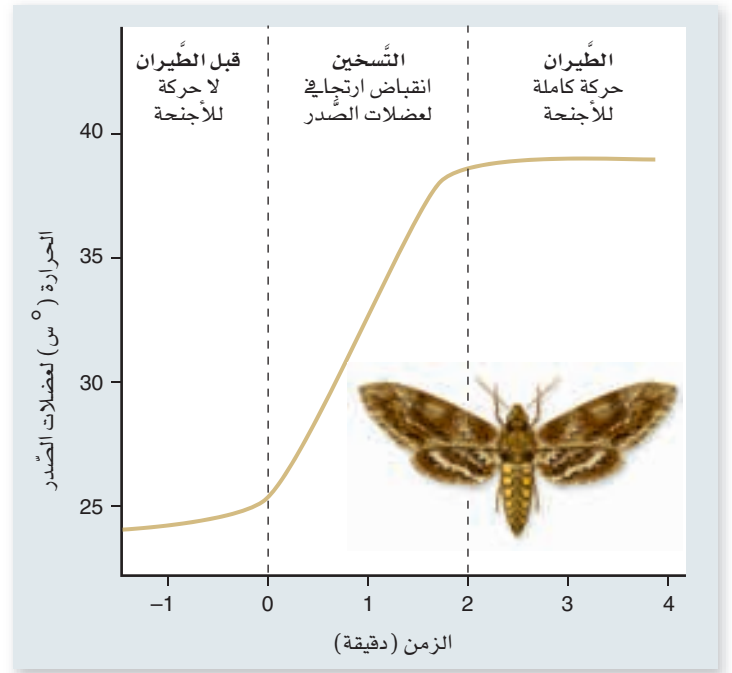 قبل الطَّيران
لا حركة
للأجنحة
التَّسخين
انقباض ارتجافي
لعضلات الصَّدر
الطَّيران
حركة كاملة
للأجنحة
40
35
30
25
الحرارة (° س) لعضلات الصّدر
–1
0
1
2
3
4
الزمن (دقيقة)